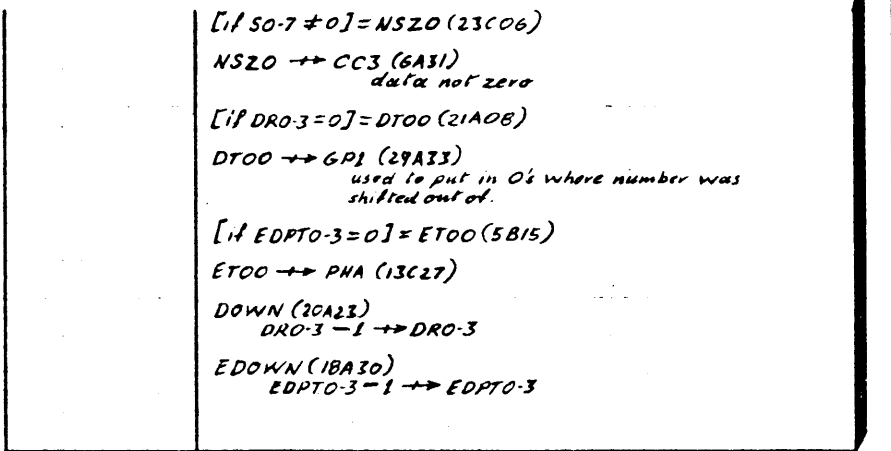 [if SO-7 ≠ 0] = NSZO (23C06)
NSZO ↔ CC3 (6A31)
data not zero
[if DRO-3 = 0] = DTOO (21A08)
DTOO ↔ GP1 (29A33)
used to put in 0's where number was
shifted out of.
[if EDPTO-3 = 0] = ETOO (5B15)
ETOO ↔ PHA (13C27)
DOWN (20A23)
DRO-3 - 1 ↔ DRO-3
EDOWN (18A30)
EDPTO-3 - 1 ↔ EDPTO-3